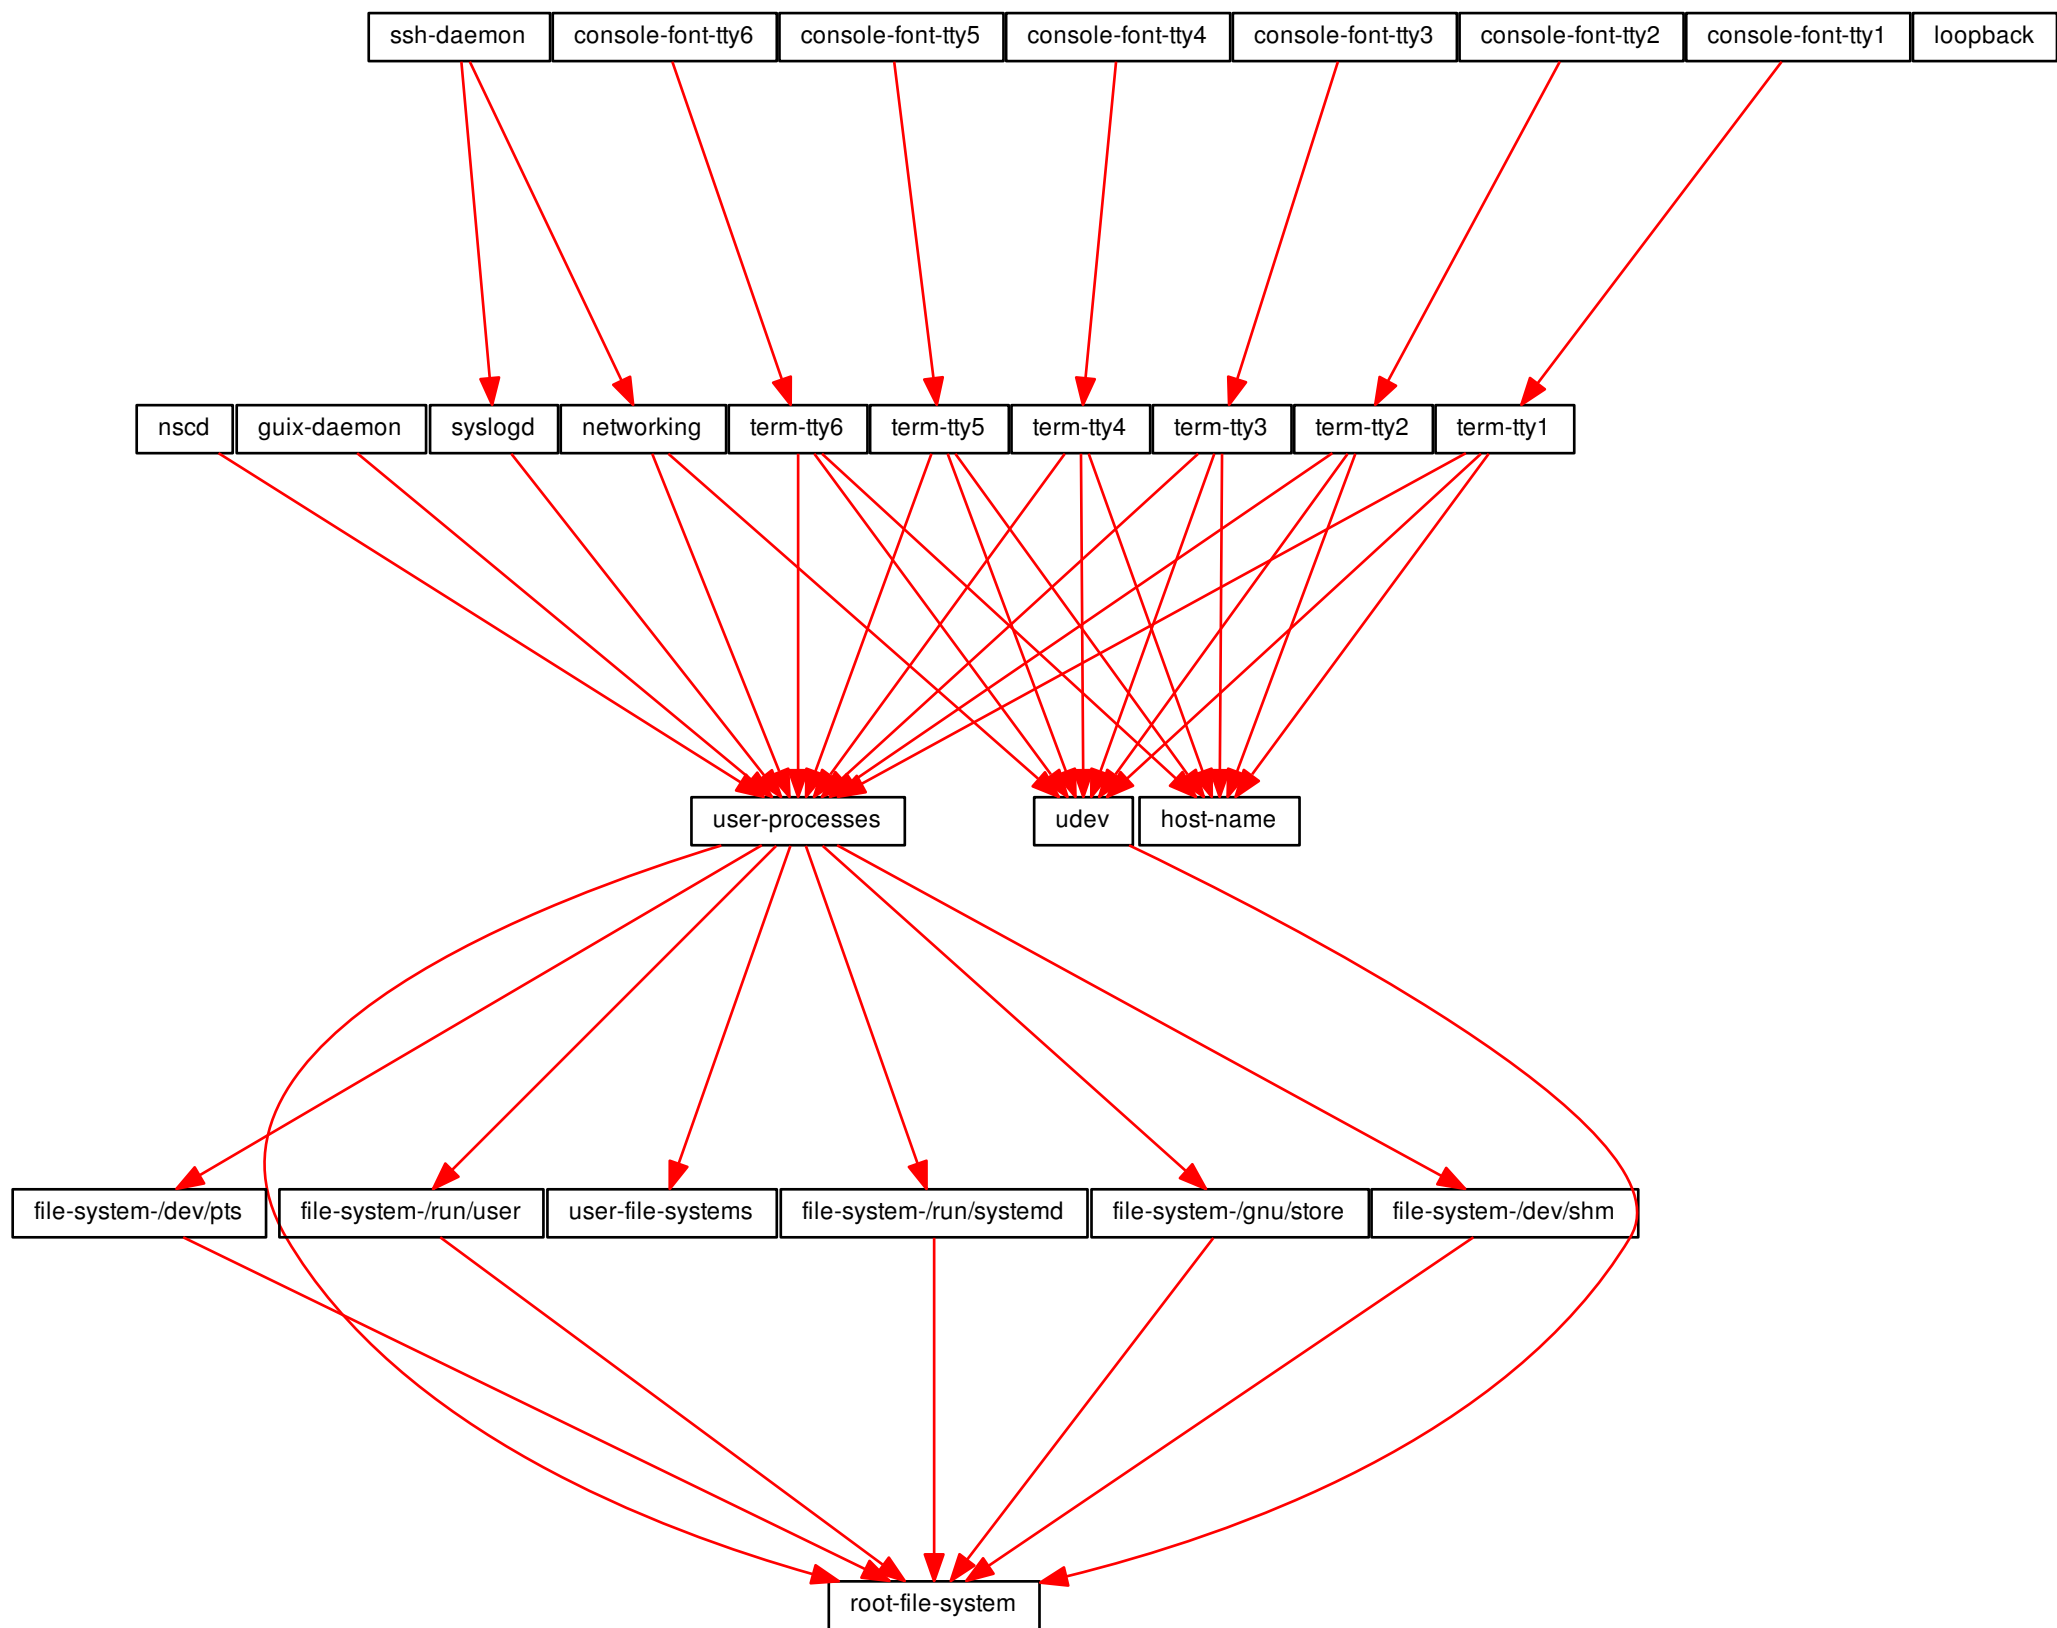 ssh-daemon
console-font-tty6
console-font-tty5
console-font-tty4
console-font-tty3
console-font-tty2
console-font-tty1
loopback
nscd
guix-daemon
syslogd
networking
term-tty6
term-tty5
term-tty4
term-tty3
term-tty2
term-tty1
user-processes
udev
host-name
file-system-/dev/pts
file-system-/run/user
user-file-systems
file-system-/run/systemd
file-system-/gnu/store
file-system-/dev/shm
root-file-system